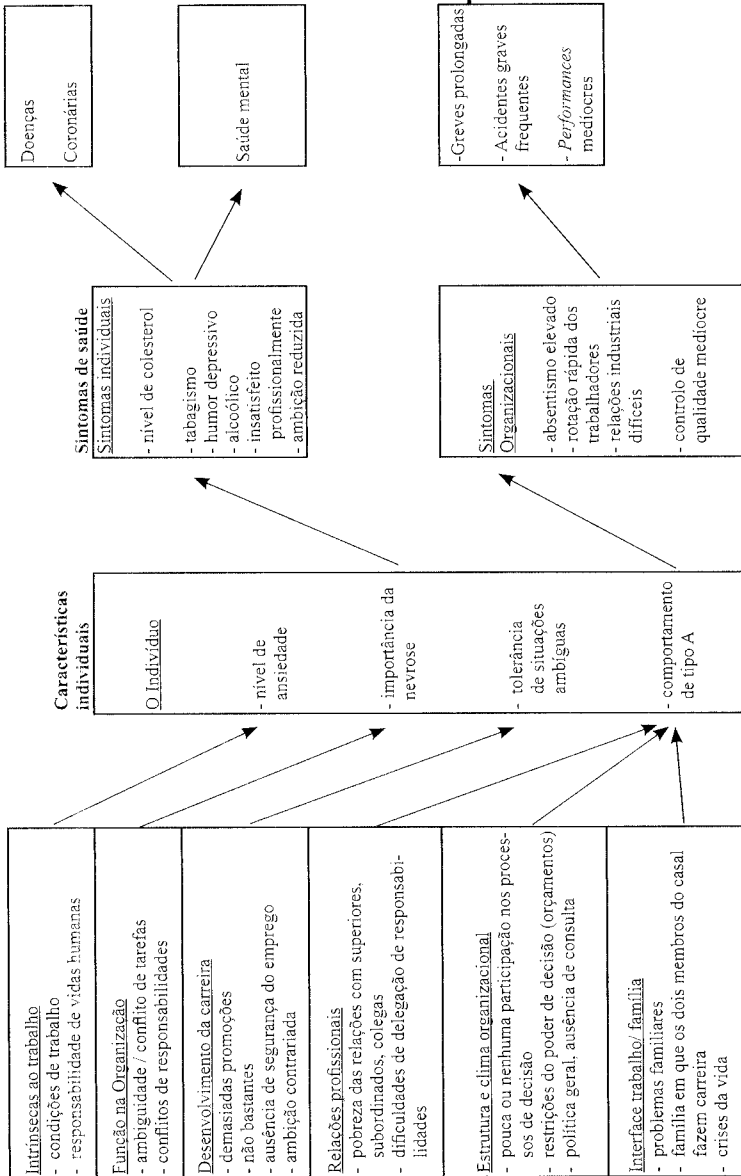 Intrínsecas ao trabalho
- condições de trabalho
- responsabilidade de vidas humanas
Função na Organização
- ambiguidade / conflito de tarefas
- conflitos de responsabilidades
Desenvolvimento da carreira
- demasiadas promoções
- não bastantes
- ausência de segurança do emprego
- ambição contrariada
Relações profissionais
- pobreza das relações com superiores,
subordinados, colegas
- dificuldades de delegação de responsabi-
lidades
Estrutura e clima organizacional
- pouca ou nenhuma participação nos proces-
sos de decisão
- restrições do poder de decisão (orçamentos)
- política geral, ausência de consulta
Interface trabalho/ família
- problemas familiares
- família em que os dois membros do casal
fazem carreira
- crises da vida
Características
individuais
O Indivíduo
- nível de
ansiedade
- importância da
nevrose
- tolerância
de situações
ambíguas
- comportamento
de tipo A
Sintomas de saúde
Sintomas individuais
- nível de colesterol
- tabagismo
- humor depressivo
- alcoólico
- insatisfeito
profissionalmente
- ambição reduzida
Sintomas
Organizacionais
- absentismo elevado
- rotação rápida dos
trabalhadores
- relações industriais
difíceis
- controlo de
qualidade medíocre
Doenças
Coronárias
Saúde mental
-Greves prolongadas
- Acidentes graves
frequentes
- Performances
medíocres